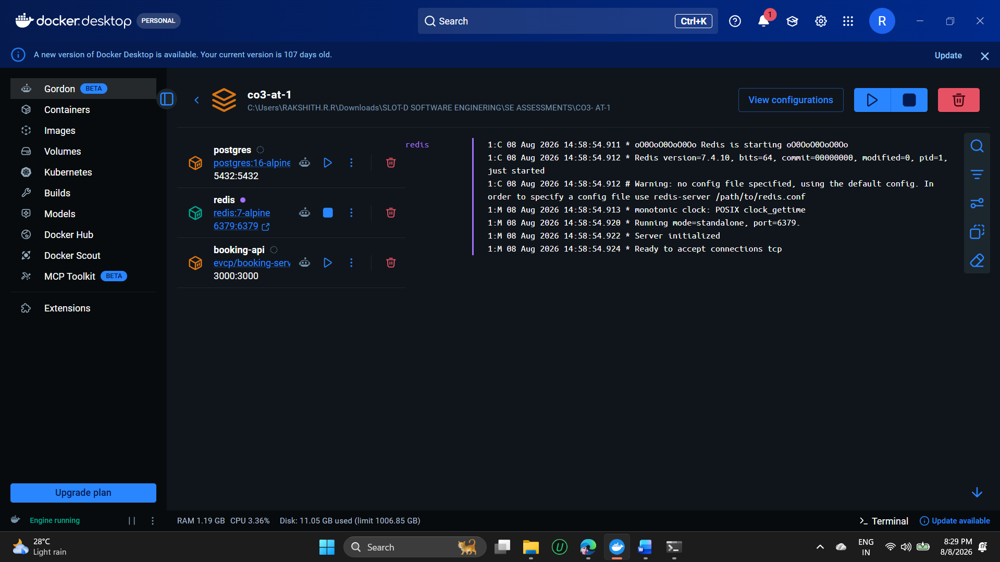 docker.desktop PERSONAL
Search Ctrl+K
1
R
A new version of Docker Desktop is available. Your current version is 107 days old.
Update
Gordon BETA
Containers
Images
Volumes
Kubernetes
Builds
Models
Docker Hub
Docker Scout
MCP Toolkit BETA
Extensions
Upgrade plan
co3-at-1
C:\Users\RAKSHITH.R.R\Downloads\SLOT-D SOFTWARE ENGINERING\SE ASSESSMENTS\CO3- AT-1
View configurations
postgres
postgres:16-alpine
5432:5432
redis
redis:7-alpine
6379:6379
booking-api
evcp/booking-serv
3000:3000
redis
1:C 08 Aug 2026 14:58:54.911 * oO0OoO0OoO0Oo Redis is starting oO0OoO0OoO0Oo
1:C 08 Aug 2026 14:58:54.912 * Redis version=7.4.10, bits=64, commit=00000000, modified=0, pid=1,
just started
1:C 08 Aug 2026 14:58:54.912 # Warning: no config file specified, using the default config. In
order to specify a config file use redis-server /path/to/redis.conf
1:M 08 Aug 2026 14:58:54.913 * monotonic clock: POSIX clock_gettime
1:M 08 Aug 2026 14:58:54.920 * Running mode=standalone, port=6379.
1:M 08 Aug 2026 14:58:54.922 * Server initialized
1:M 08 Aug 2026 14:58:54.924 * Ready to accept connections tcp
Engine running
RAM 1.19 GB CPU 3.36% Disk: 11.05 GB used (limit 1006.85 GB)
Terminal
Update available
28°C
Light rain
Search
ENG
IN
8:29 PM
8/8/2026